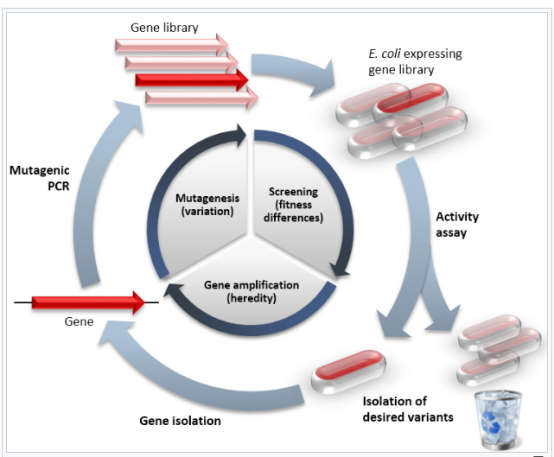 Gene library
E. coli expressing
gene library
Mutagenic
PCR
Mutagenesis
(variation)
Screening
(fitness
differences)
Activity
assay
Gene amplification
(heredity)
Gene
Isolation of
desired variants
Gene isolation